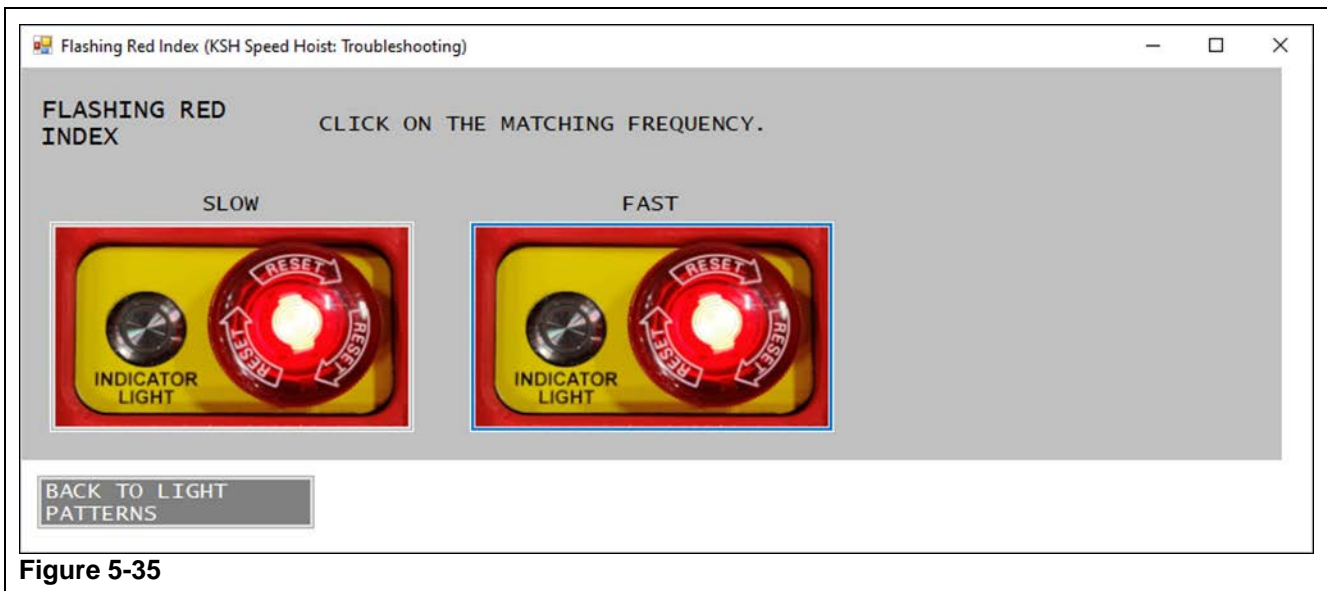 Flashing Red Index (KSH Speed Hoist: Troubleshooting)
FLASHING RED
INDEX
CLICK ON THE MATCHING FREQUENCY.
SLOW
FAST
RESET
RESET
RESET
INDICATOR
LIGHT
RESET
RESET
RESET
INDICATOR
LIGHT
BACK TO LIGHT
PATTERNS
Figure 5-35